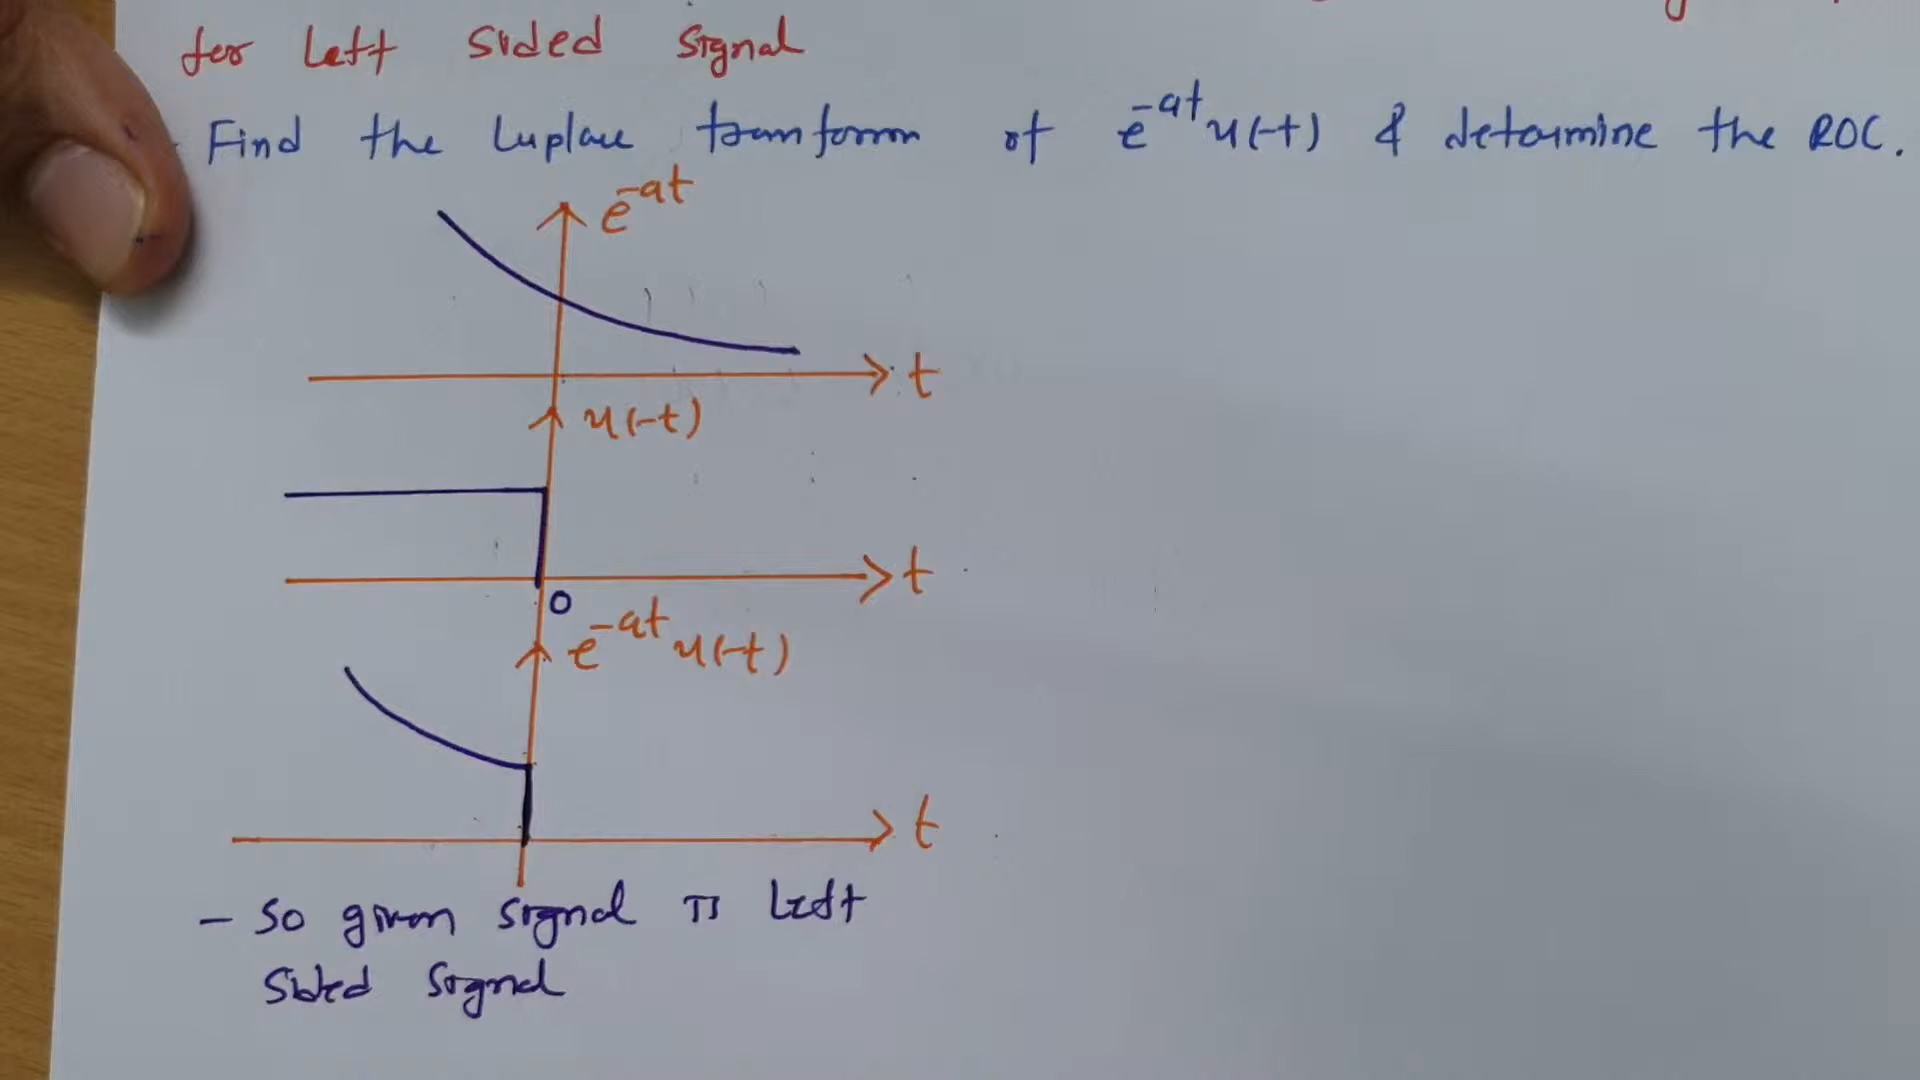 for Left Sided Signal
Find the Laplace transform of e^-at u(-t) & determine the ROC.
e^-at
t
u(-t)
t
0
e^-at u(-t)
t
- So given signal is Left
Sided Signal